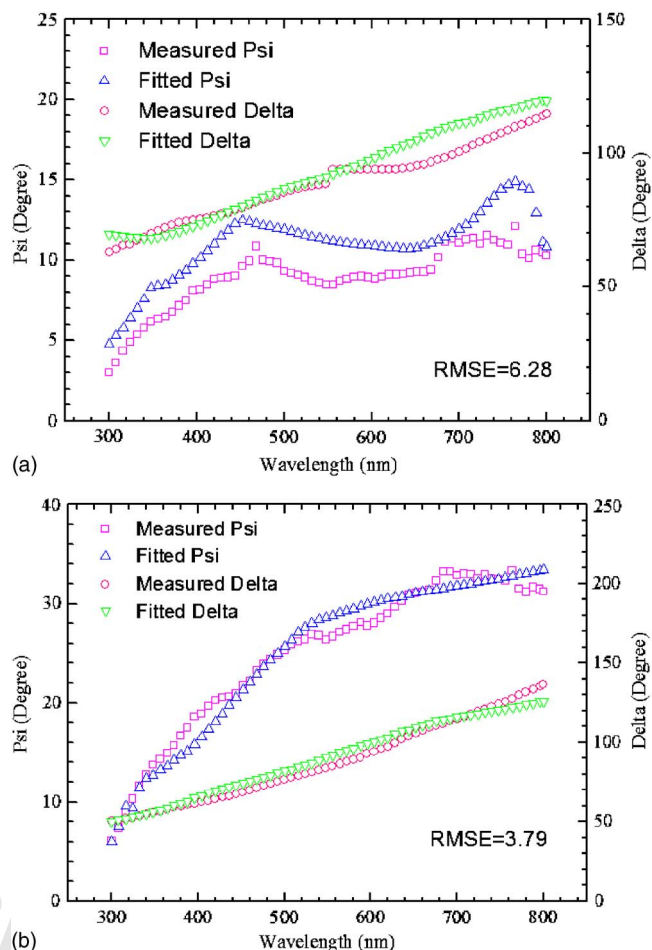 25
20
15
10
5
0
Psi (Degree)
150
100
50
0
Delta (Degree)
Measured Psi
Fitted Psi
Measured Delta
Fitted Delta
RMSE=6.28
300 400 500 600 700 800
Wavelength (nm)
(a)
40
30
20
10
0
Psi (Degree)
250
200
150
100
50
0
Delta (Degree)
Measured Psi
Fitted Psi
Measured Delta
Fitted Delta
RMSE=3.79
300 400 500 600 700 800
Wavelength (nm)
(b)